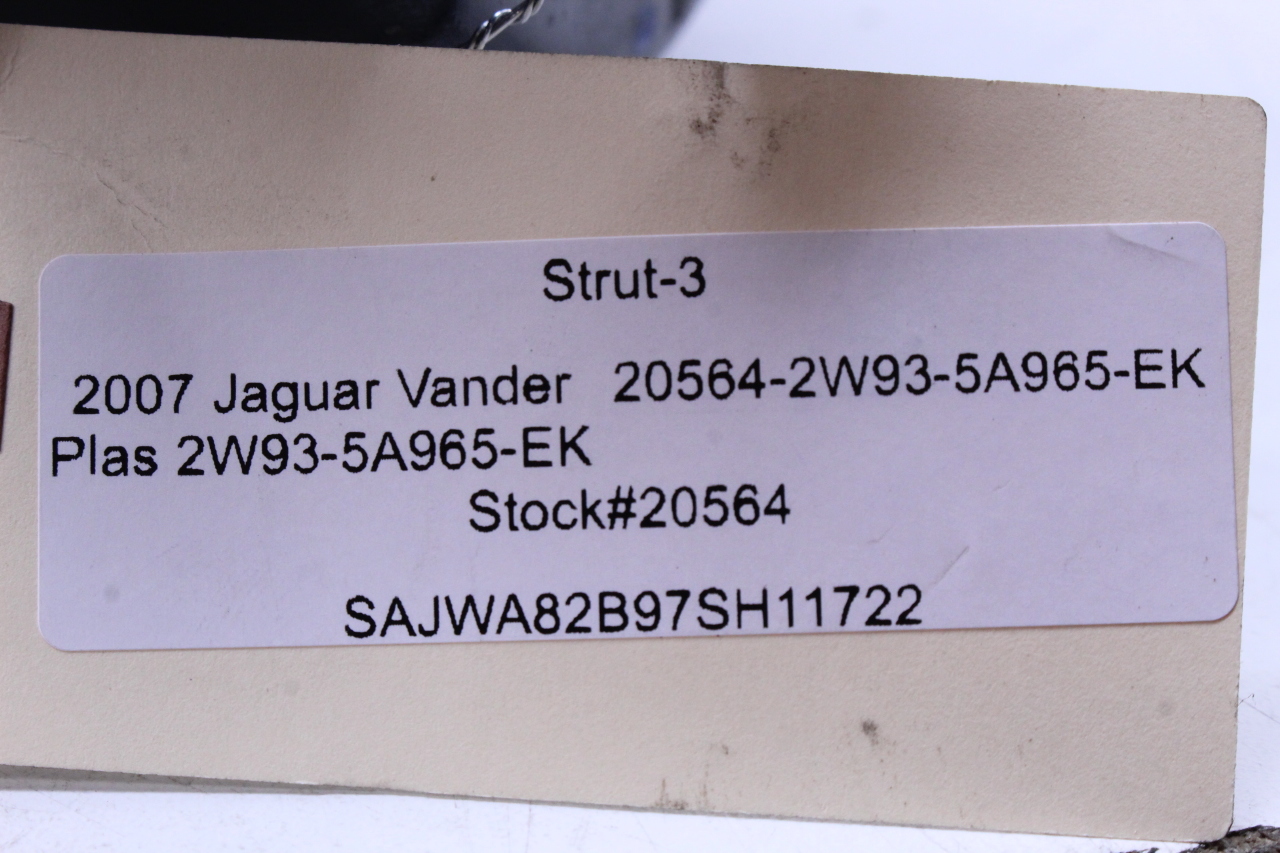 Strut-3
2007 Jaguar Vander 20564-2W93-5A965-EK
Plas 2W93-5A965-EK
Stock#20564
SAJWA82B97SH11722